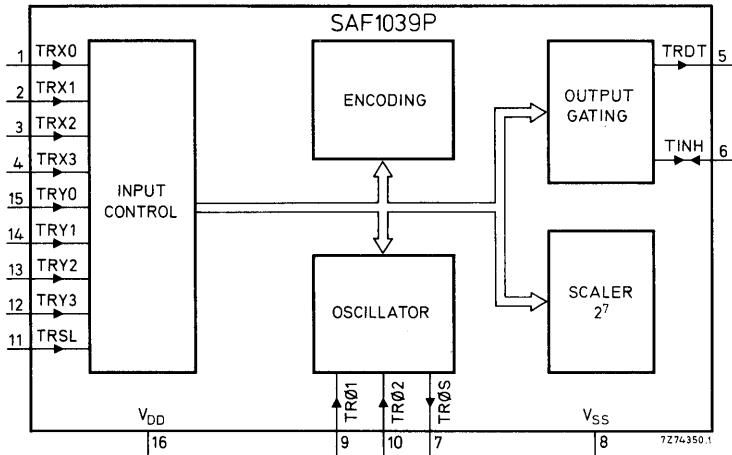 SAF1039P
1 TRX0
2 TRX1
3 TRX2
4 TRX3
15 TRY0
14 TRY1
13 TRY2
12 TRY3
11 TRSL
INPUT
CONTROL
ENCODING
OSCILLATOR
OUTPUT
GATING
SCALER
2⁷
TRDT 5
TINH 6
TRØ1
TRØ2
TRØS
V_DD
V_SS
16
9
10
7
8
7Z74350.1